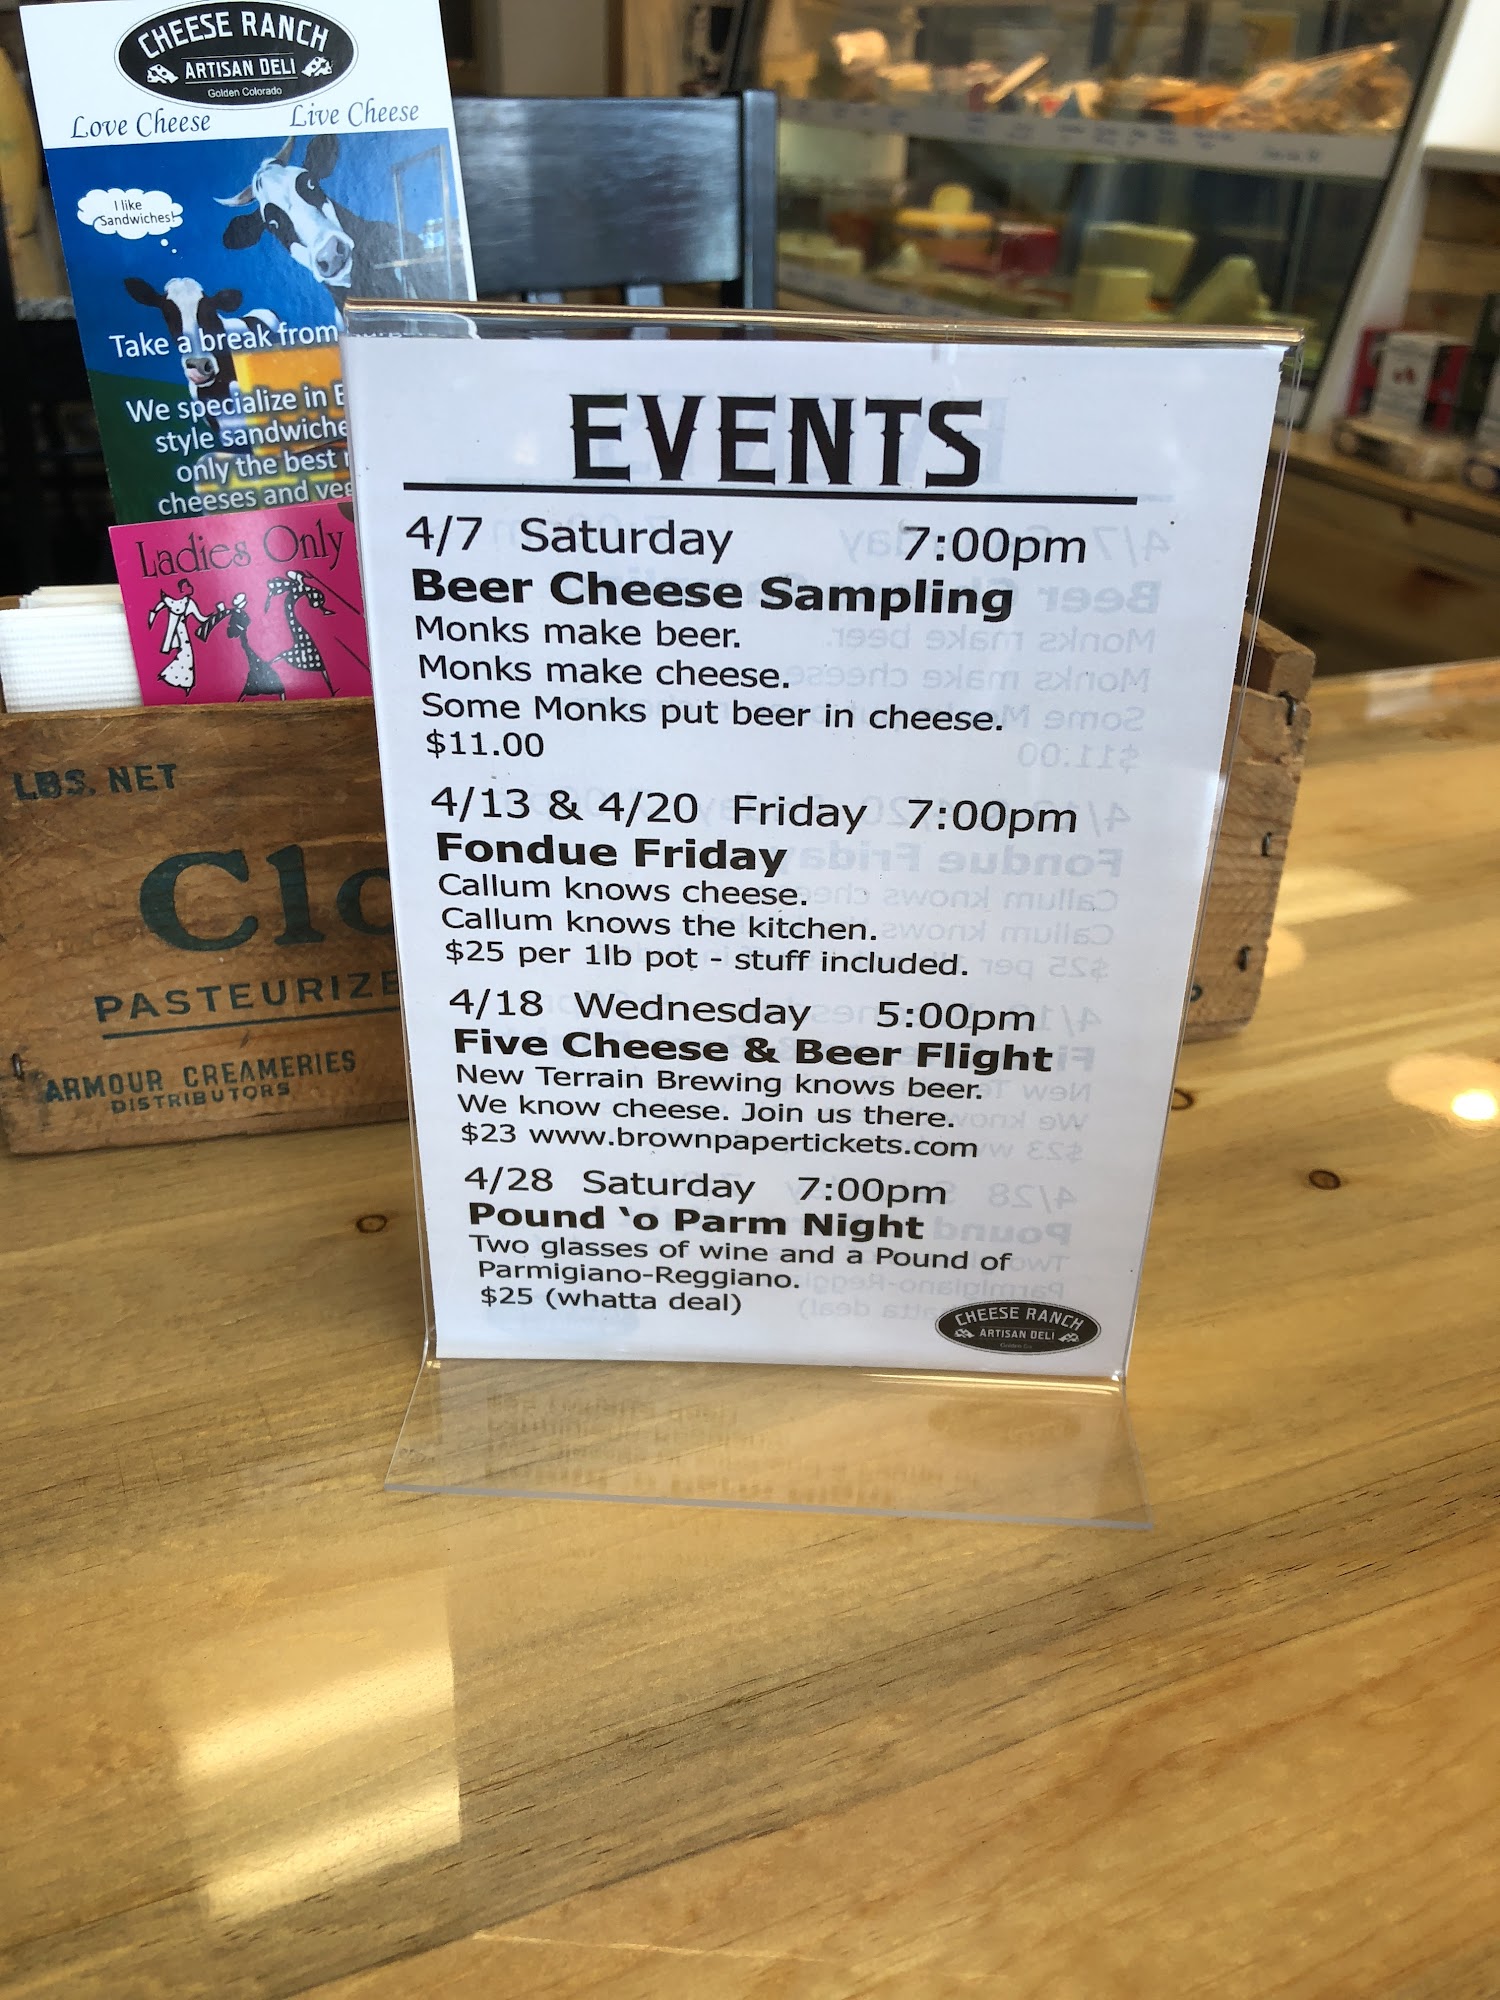 CHEESE RANCH
ARTISAN DELI
Golden Colorado
Love Cheese Live Cheese
I like
Sandwiches!
Take a break from
We specialize in
style
only the best
cheeses and
Ladies Only
LBS. NET
PASTEURIZE
ARMOUR CREAMERIES
DISTRIBUTORS
EVENTS
4/7 Saturday 7:00pm
Beer Cheese Sampling
Monks make beer.
Monks make cheese.
Some Monks put beer in cheese.
$11.00
4/13 & 4/20 Friday 7:00pm
Fondue Friday
Callum knows cheese.
Callum knows the kitchen.
$25 per 1lb pot - stuff included.
4/18 Wednesday 5:00pm
Five Cheese & Beer Flight
New Terrain Brewing knows beer.
We know cheese. Join us there.
$23 www.brownpapertickets.com
4/28 Saturday 7:00pm
Pound ‘o Parm Night
Two glasses of wine and a Pound of
Parmigiano-Reggiano.
$25 (whatta deal)
CHEESE RANCH
ARTISAN DELI